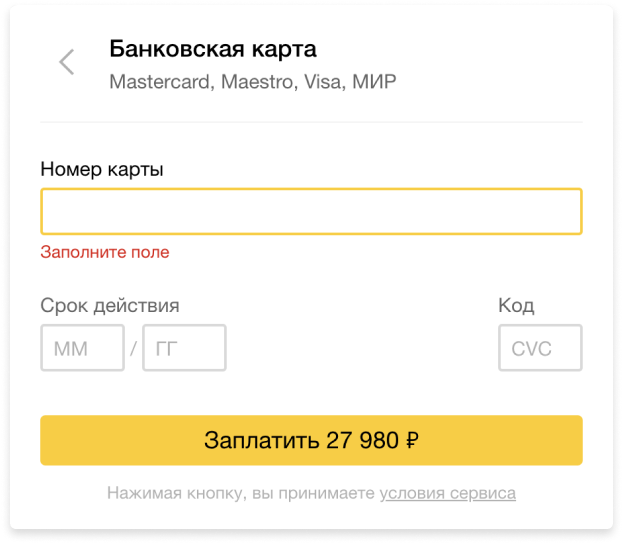 Банковская карта
Mastercard, Maestro, Visa, МИР
Номер карты
Заполните поле
Срок действия
Код
ММ / ГГ
CVC
Заплатить 27 980 ₽
Нажимая кнопку, вы принимаете условия сервиса